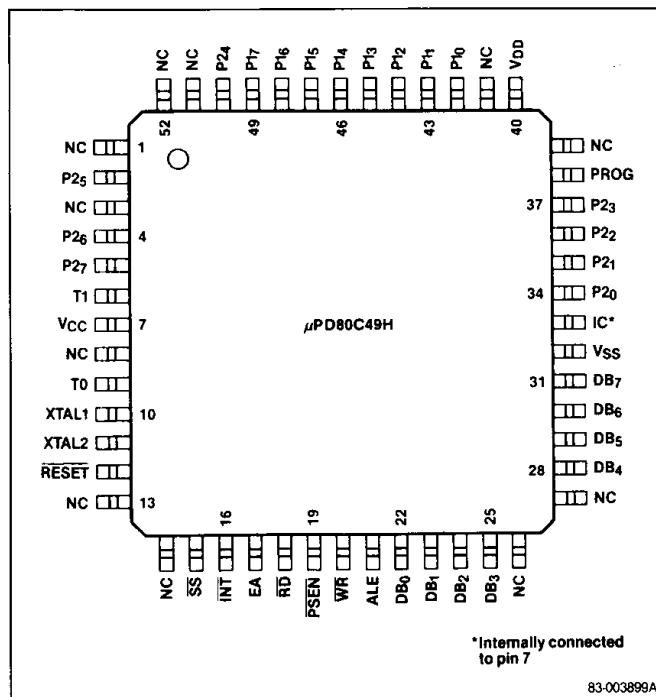 NC NC P2₄ P1₇ P1₆ P1₅ P1₄ P1₃ P1₂ P1₁ P1₀ NC VDD
52 49 46 43 40
NC 1
P2₅
NC
P2₆ 4
P2₇
T1
VCC 7
NC
T0
XTAL1 10
XTAL2
RESET
NC 13
µPD80C49H
NC
PROG
37 P2₃
P2₂
P2₁
34 P2₀
IC*
VSS
31 DB₇
DB₆
DB₅
28 DB₄
NC
16 19 22 25
NC SS INT EA RD PSEN WR ALE DB₀ DB₁ DB₂ DB₃ NC
*Internally connected
to pin 7
83-003899A